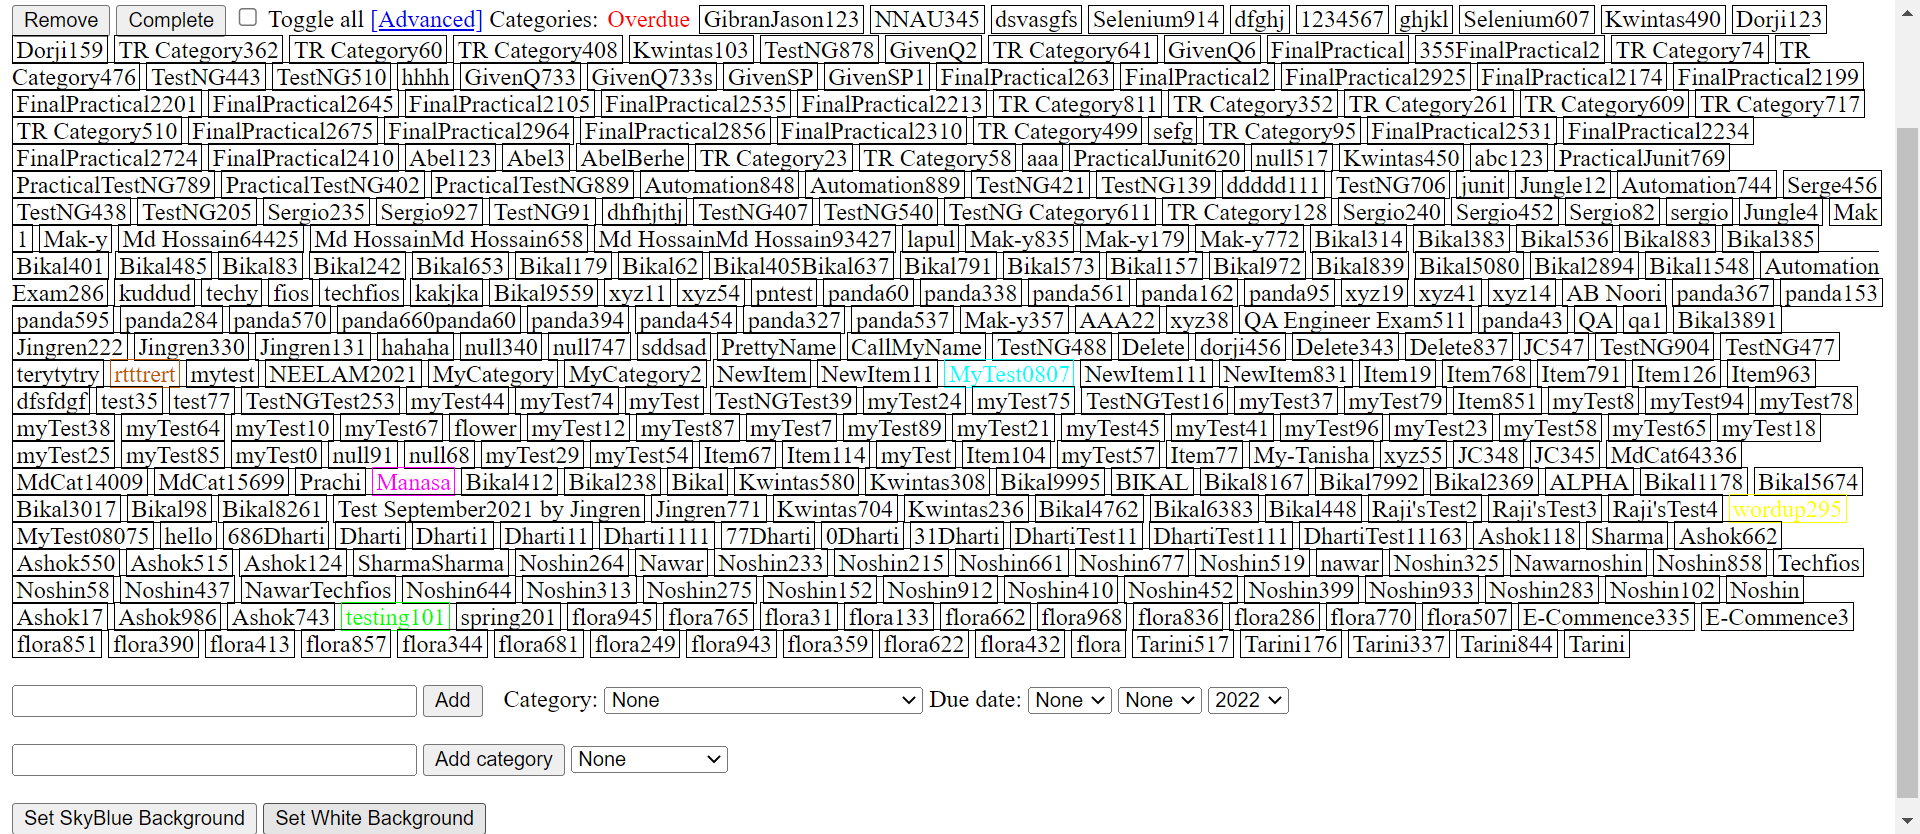 Remove Complete Toggle all [Advanced] Categories: Overdue GibranJason123 NNAU345 dsvasgfs Selenium914 dfghj 1234567 ghjkl Selenium607 Kwintas490 Dorji123
Dorji159 TR Category362 TR Category60 TR Category408 Kwintas103 TestNG878 GivenQ2 TR Category641 GivenQ6 FinalPractical 355FinalPractical2 TR Category74 TR
Category476 TestNG443 TestNG510 hhhh GivenQ733 GivenQ733s GivenSP GivenSP1 FinalPractical263 FinalPractical2 FinalPractical2925 FinalPractical2174 FinalPractical2199
FinalPractical2201 FinalPractical2645 FinalPractical2105 FinalPractical2535 FinalPractical2213 TR Category811 TR Category352 TR Category261 TR Category609 TR Category717
TR Category510 FinalPractical2675 FinalPractical2964 FinalPractical2856 FinalPractical2310 TR Category499 sefg TR Category95 FinalPractical2531 FinalPractical2234
FinalPractical2724 FinalPractical2410 Abel123 Abel3 AbelBerhe TR Category23 TR Category58 aaa PracticalJunit620 null517 Kwintas450 abc123 PracticalJunit769
PracticalTestNG789 PracticalTestNG402 PracticalTestNG889 Automation848 Automation889 TestNG421 TestNG139 ddddd111 TestNG706 junit Jungle12 Automation744 Serge456
TestNG438 TestNG205 Sergio235 Sergio927 TestNG91 dhfhjthj TestNG407 TestNG540 TestNG Category611 TR Category128 Sergio240 Sergio452 Sergio82 sergio Jungle4 Mak
1 Mak-y Md Hossain64425 Md HossainMd Hossain658 Md HossainMd Hossain93427 lapul Mak-y835 Mak-y179 Mak-y772 Bikal314 Bikal383 Bikal536 Bikal883 Bikal385
Bikal401 Bikal485 Bikal83 Bikal242 Bikal653 Bikal179 Bikal62 Bikal405Bikal637 Bikal791 Bikal573 Bikal157 Bikal972 Bikal839 Bikal5080 Bikal2894 Bikal1548 Automation
Exam286 kuddud techy fios techfios kakjka Bikal9559 xyz11 xyz54 pntest panda60 panda338 panda561 panda162 panda95 xyz19 xyz41 xyz14 AB Noori panda367 panda153
panda595 panda284 panda570 panda660panda60 panda394 panda454 panda327 panda537 Mak-y357 AAA22 xyz38 QA Engineer Exam511 panda43 QA qa1 Bikal3891
Jingren222 Jingren330 Jingren131 hahaha null340 null747 sddsad PrettyName CallMyName TestNG488 Delete dorji456 Delete343 Delete837 JC547 TestNG904 TestNG477
terytytry rtttrert mytest NEELAM2021 MyCategory MyCategory2 NewItem NewItem11 MyTest0807 NewItem111 NewItem831 Item19 Item768 Item791 Item126 Item963
dfsfdgf test35 test77 TestNGTest253 myTest44 myTest74 myTest TestNGTest39 myTest24 myTest75 TestNGTest16 myTest37 myTest79 Item851 myTest8 myTest94 myTest78
myTest38 myTest64 myTest10 myTest67 flower myTest12 myTest87 myTest7 myTest89 myTest21 myTest45 myTest41 myTest96 myTest23 myTest58 myTest65 myTest18
myTest25 myTest85 myTest0 null91 null68 myTest29 myTest54 Item67 Item114 myTest Item104 myTest57 Item77 My-Tanisha xyz55 JC348 JC345 MdCat64336
MdCat14009 MdCat15699 Prachi Manasa Bikal412 Bikal238 Bikal Kwintas580 Kwintas308 Bikal9995 BIKAL Bikal8167 Bikal7992 Bikal2369 ALPHA Bikal1178 Bikal5674
Bikal3017 Bikal98 Bikal8261 Test September2021 by Jingren Jingren771 Kwintas704 Kwintas236 Bikal4762 Bikal6383 Bikal448 Raji'sTest2 Raji'sTest3 Raji'sTest4 wordup295
MyTest08075 hello 686Dharti Dharti Dharti1 Dharti11 Dharti1111 77Dharti 0Dharti 31Dharti DhartiTest11 DhartiTest111 DhartiTest11163 Ashok118 Sharma Ashok662
Ashok550 Ashok515 Ashok124 SharmaSharma Noshin264 Nawar Noshin233 Noshin215 Noshin661 Noshin677 Noshin519 nawar Noshin325 Nawarnoshin Noshin858 Techfios
Noshin58 Noshin437 NawarTechfios Noshin644 Noshin313 Noshin275 Noshin152 Noshin912 Noshin410 Noshin452 Noshin399 Noshin933 Noshin283 Noshin102 Noshin
Ashok17 Ashok986 Ashok743 testing101 spring201 flora945 flora765 flora31 flora133 flora662 flora968 flora836 flora286 flora770 flora507 E-Commence335 E-Commence3
flora851 flora390 flora413 flora857 flora344 flora681 flora249 flora943 flora359 flora622 flora432 flora Tarini517 Tarini176 Tarini337 Tarini844 Tarini
Add Category: None Due date: None None 2022
Add category None
Set SkyBlue Background Set White Background